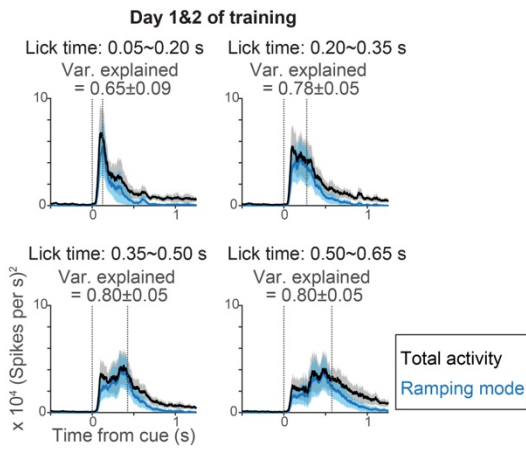 Day 1&2 of training
Lick time: 0.05~0.20 s
Var. explained
= 0.65±0.09
10
0
0
1
Lick time: 0.20~0.35 s
Var. explained
= 0.78±0.05
10
0
0
1
Lick time: 0.35~0.50 s
Var. explained
= 0.80±0.05
10
0
0
1
Lick time: 0.50~0.65 s
Var. explained
= 0.80±0.05
10
0
0
1
x 10⁴ (Spikes per s)²
Time from cue (s)
Total activity
Ramping mode